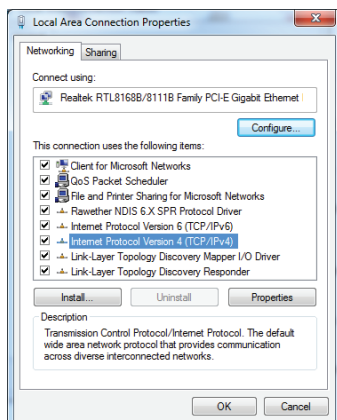 Local Area Connection Properties
Networking
Sharing
Connect using:
Realtek RTL8168B/8111B Family PCI-E Gigabit Ethernet
Configure...
This connection uses the following items:
Client for Microsoft Networks
QoS Packet Scheduler
File and Printer Sharing for Microsoft Networks
Rawether NDIS 6.X SPR Protocol Driver
Internet Protocol Version 6 (TCP/IPv6)
Internet Protocol Version 4 (TCP/IPv4)
Link-Layer Topology Discovery Mapper I/O Driver
Link-Layer Topology Discovery Responder
Install...
Uninstall
Properties
Description
Transmission Control Protocol/Internet Protocol. The default
wide area network protocol that provides communication
across diverse interconnected networks.
OK
Cancel